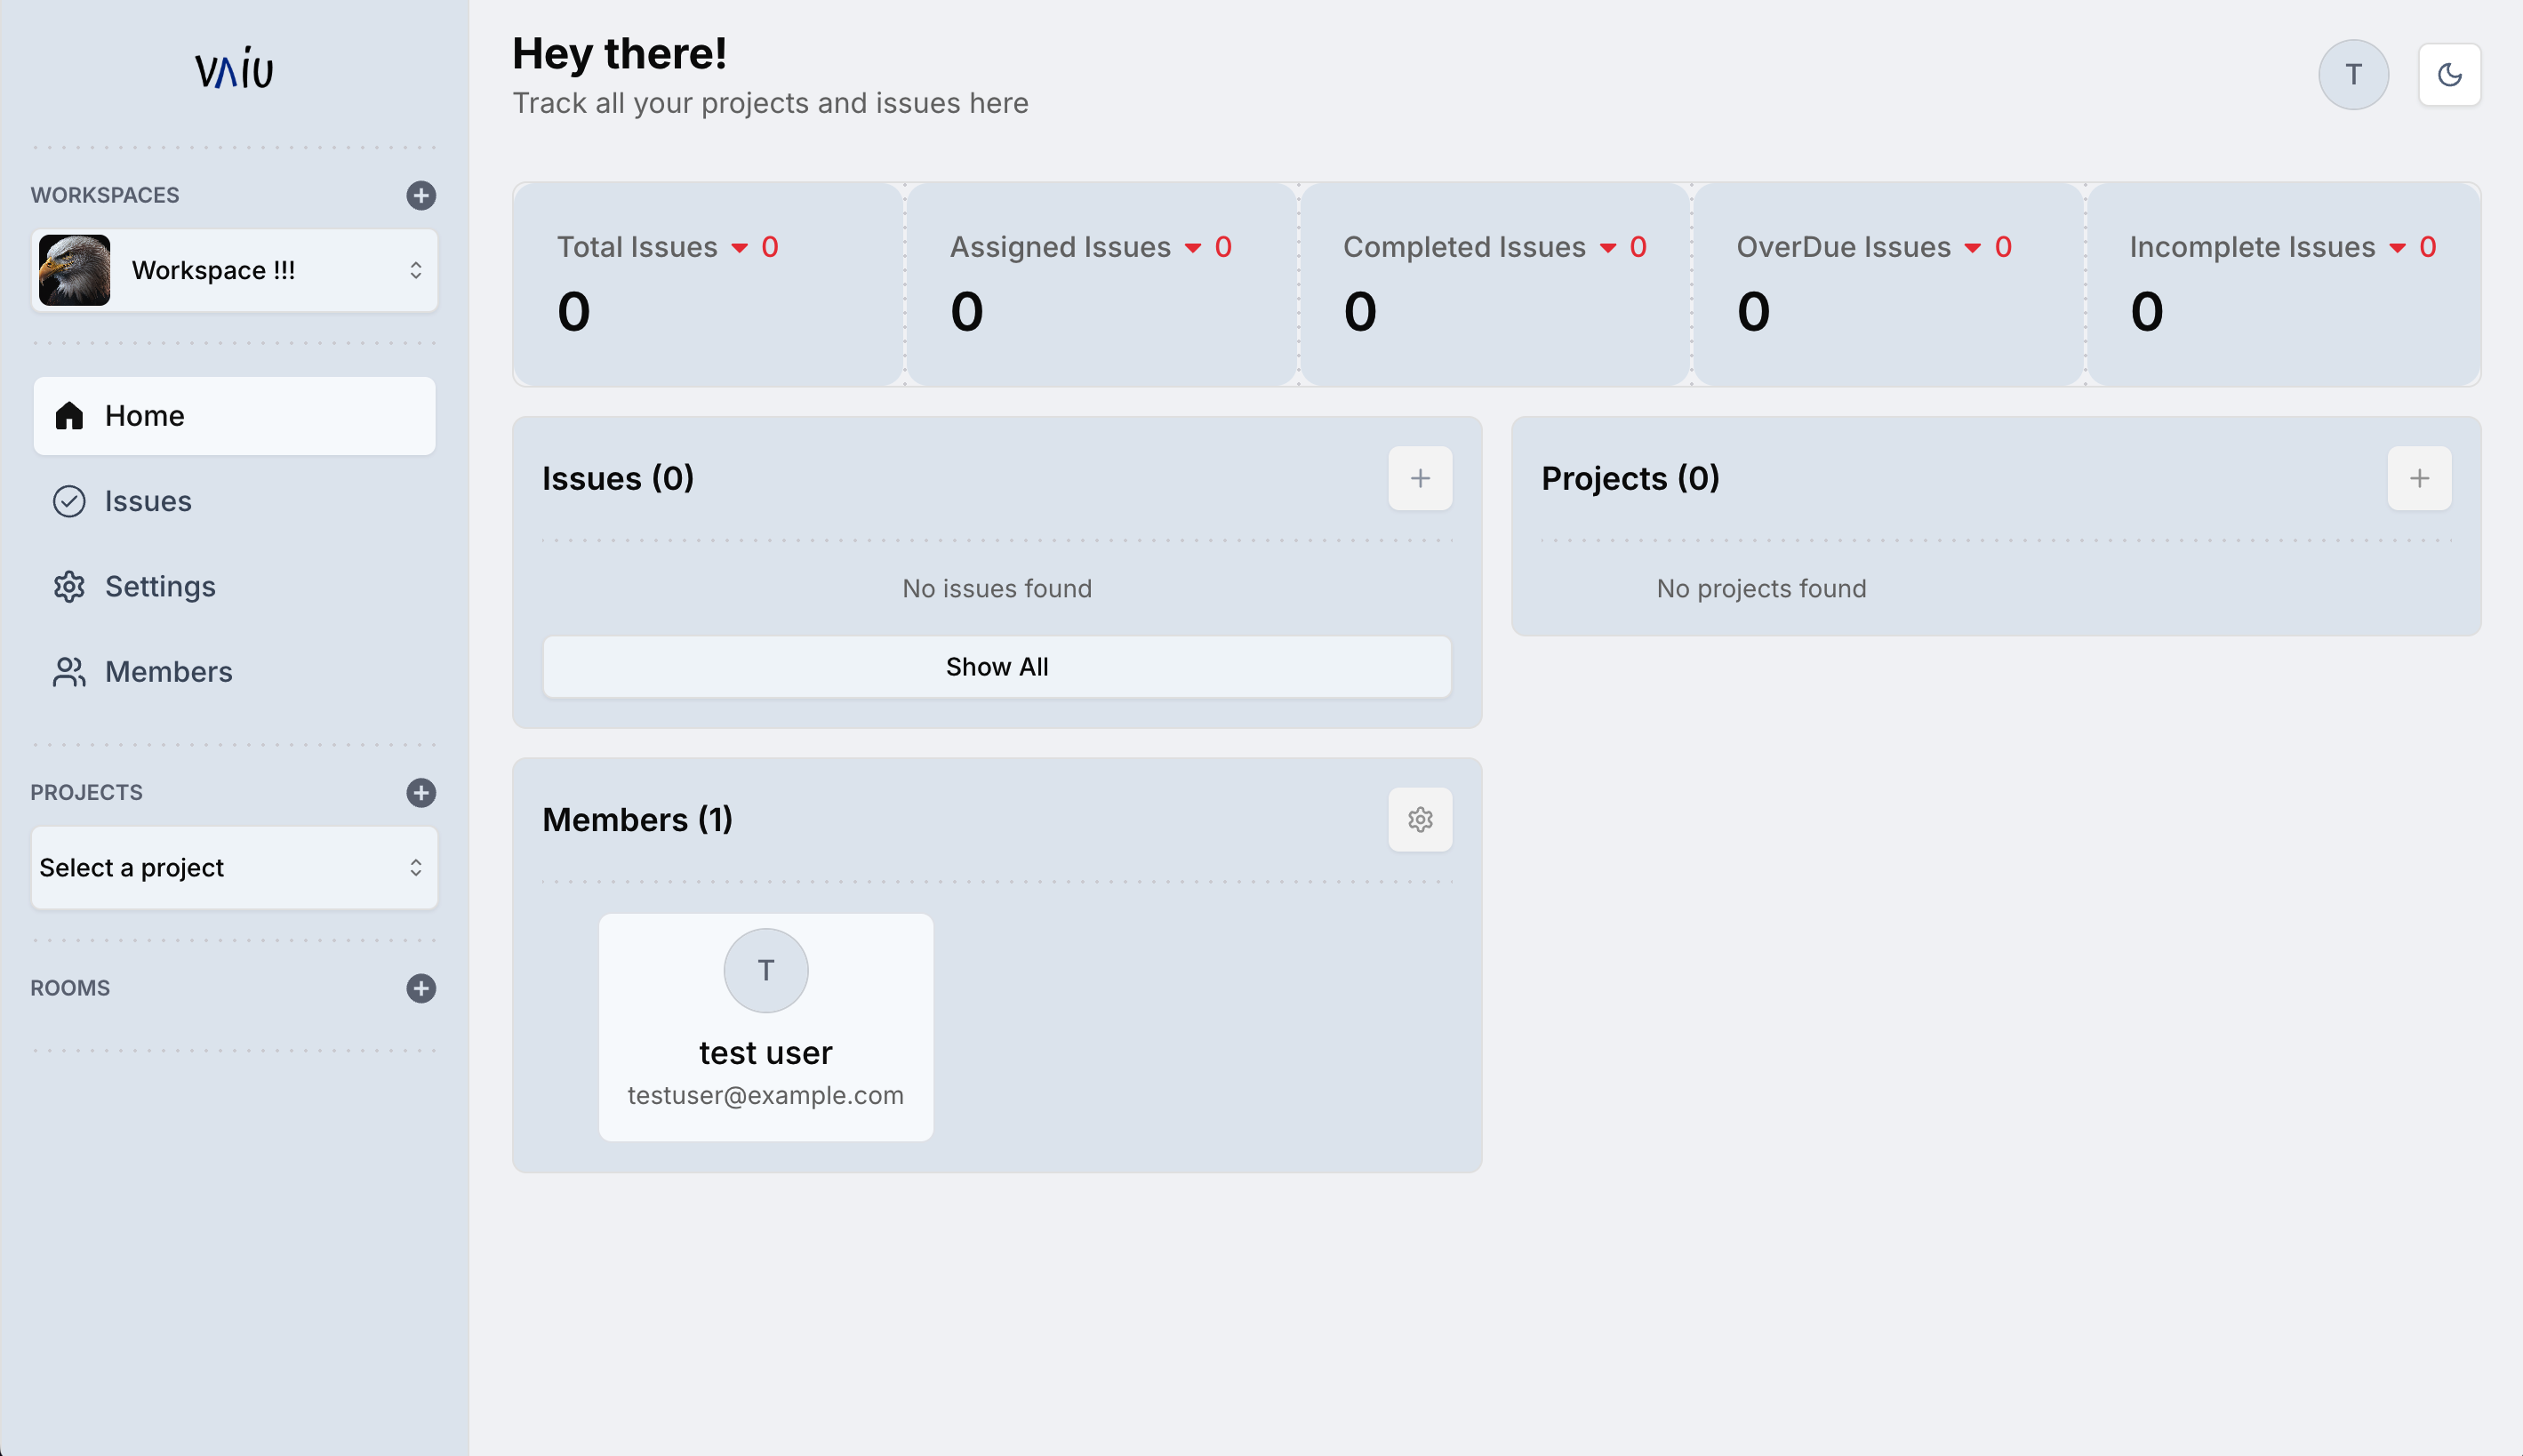 VAiU
WORKSPACES
Workspace !!!
Home
Issues
Settings
Members
PROJECTS
Select a project
ROOMS
Hey there!
Track all your projects and issues here
T
Total Issues 0
0
Assigned Issues 0
0
Completed Issues 0
0
OverDue Issues 0
0
Incomplete Issues 0
0
Issues (0)
No issues found
Show All
Projects (0)
No projects found
Members (1)
T
test user
testuser@example.com